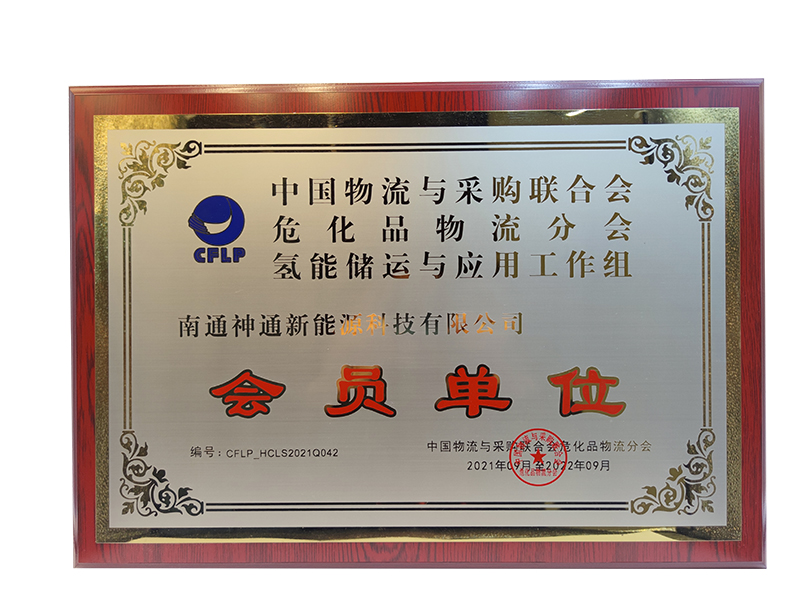 中国物流与采购联合会
危化品物流分会
CFLP
氢能储运与应用工作组
南通神通新能源科技有限公司
会员单位
编号：CFLP_HCLS2021Q042
中国物流与采购联合会危化品物流分会
2021年09月至2022年09月